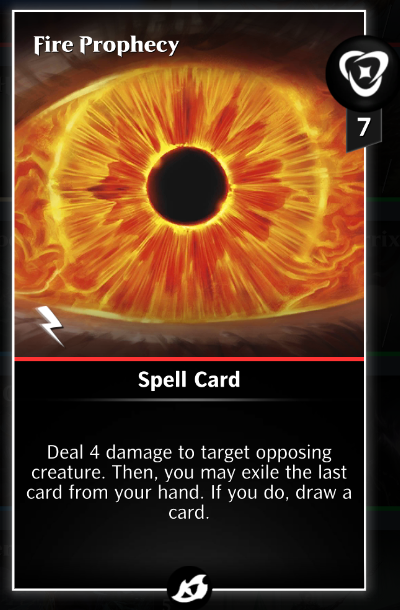 Fire Prophecy
7
Spell Card
Deal 4 damage to target opposing
creature. Then, you may exile the last
card from your hand. If you do, draw a
card.